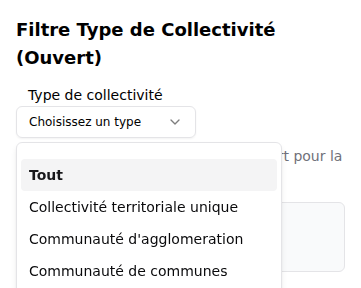 Filtre Type de Collectivité
(Ouvert)
Type de collectivité
Choisissez un type
rt pour la
Tout
Collectivité territoriale unique
Communauté d'agglomeration
Communauté de communes